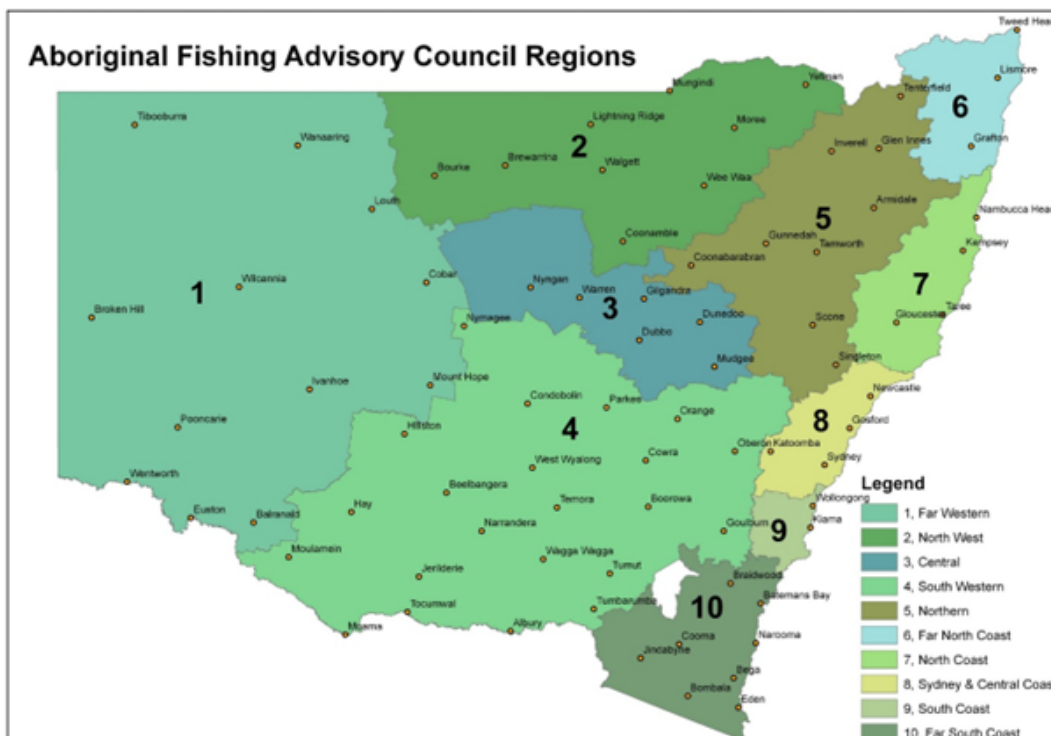 Aboriginal Fishing Advisory Council Regions
Tweed Hea
Lismore
6
Grafton
Tenterfield
Glen Innes
Inverell
Armidale
5
Gunnedah
Tamworth
Coonabarabran
Scone
Singleton
Mungindi
Yetman
Lightning Ridge
2
Moree
Brewarrina
Walgett
Bourke
Wee Waa
Coonamble
Tibooburra
Wanaaring
Louth
Wilcannia
1
Cobar
Broken Hill
Ivanhoe
Mount Hope
Pooncarie
Wentworth
Euston
Balranald
Nyngan
Warren
3
Gilgandra
Dunedoo
Dubbo
Mudgee
Nambucca Hea
Kempsey
7
Taree
Gloucester
Nymagee
Condobolin
Parkes
Orange
Hillston
4
Oberon
West Wyalong
Cowra
Beelbangera
Hay
Temora
Boorowa
Narrandera
Goulburn
Moulamein
Wagga Wagga
Jerilderie
Tumut
Tocumwal
Tumbarumba
Moama
Albury
Newcastle
8
Gosford
Katoomba
Sydney
Wollongong
9
Kiama
Braidwood
10
Batemans Bay
Cooma
Narooma
Jindabyne
Bega
Bombala
Eden
Legend
1, Far Western
2, North West
3, Central
4, South Western
5, Northern
6, Far North Coast
7, North Coast
8, Sydney & Central Coas
9, South Coast
10, Far South Coast